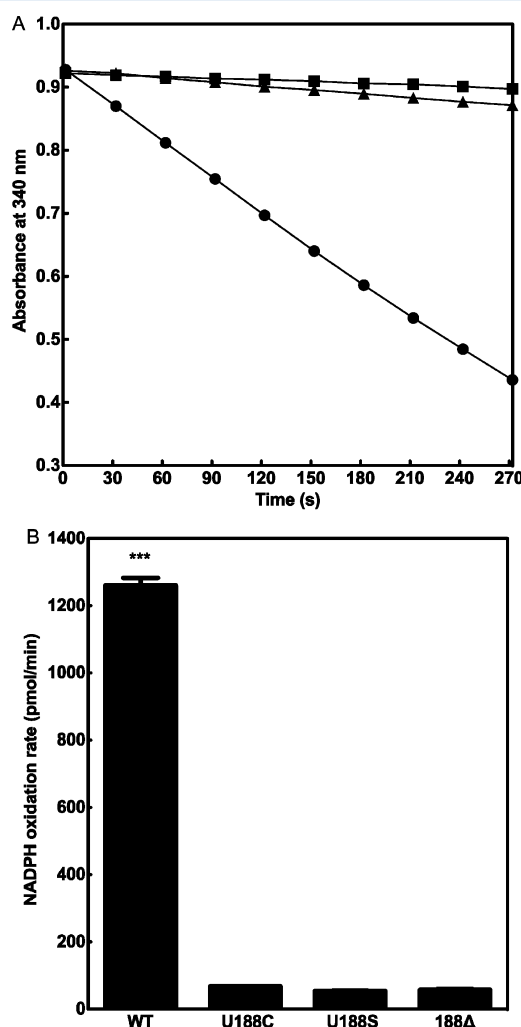 A
1.0
0.9
0.8
0.7
0.6
0.5
0.4
0.3
Absorbance at 340 nm
0 30 60 90 120 150 180 210 240 270
Time (s)
B
1400
1200
1000
800
600
400
200
0
NADPH oxidation rate (pmol/min)
***
WT U188C U188S 188Δ